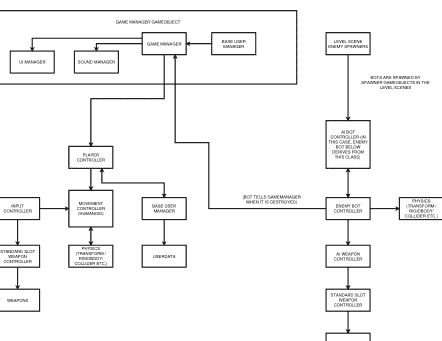 GAME MANAGER GAMEOBJECT
GAME MANAGER
BASE USER
MANAGER
UI MANAGER
SOUND MANAGER
LEVEL SCENE
ENEMY SPAWNERS
(BOTS ARE SPAWNED BY
SPAWNER GAMEOBJECTS IN THE
LEVEL SCENES
AI BOT
CONTROLLER (IN
THIS CASE, ENEMY
BOT BELOW
DERIVES FROM
THIS CLASS)
PLAYER
CONTROLLER
INPUT
CONTROLLER
MOVEMENT
CONTROLLER
(HUMANOID)
BASE USER
MANAGER
(BOT TELLS GAMEMANAGER
WHEN IT IS DESTROYED)
ENEMY BOT
CONTROLLER
PHYSICS
(TRANSFORM /
RIGIDBODY/
COLLIDER ETC.)
STANDARD SLOT
WEAPON
CONTROLLER
PHYSICS
(TRANSFORM /
RIGIDBODY/
COLLIDER ETC.)
USERDATA
AI WEAPON
CONTROLLER
WEAPONS
STANDARD SLOT
WEAPON
CONTROLLER